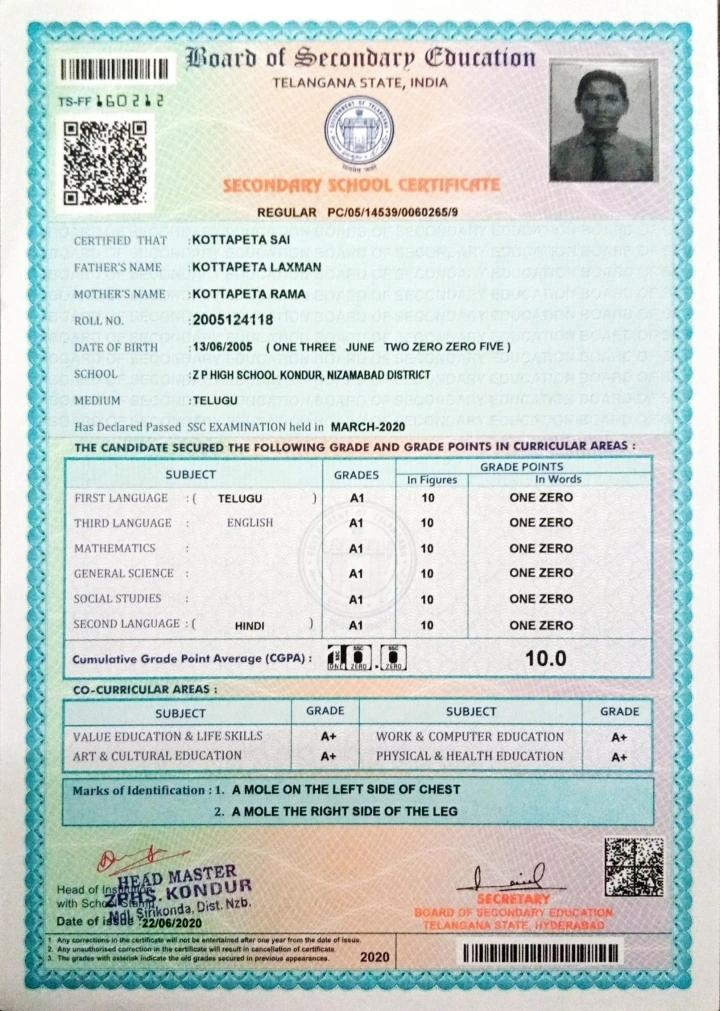 Board of Secondary Education
TELANGANA STATE, INDIA
TS-FF 160212
GOVERNMENT OF TELANGANA
SECONDARY SCHOOL CERTIFICATE
REGULAR PC/05/14539/0060265/9
CERTIFIED THAT :KOTTAPETA SAI
FATHER'S NAME :KOTTAPETA LAXMAN
MOTHER'S NAME :KOTTAPETA RAMA
ROLL NO. :2005124118
DATE OF BIRTH :13/06/2005 ( ONE THREE JUNE TWO ZERO ZERO FIVE )
SCHOOL :Z P HIGH SCHOOL KONDUR, NIZAMABAD DISTRICT
MEDIUM :TELUGU
Has Declared Passed SSC EXAMINATION held in MARCH-2020
THE CANDIDATE SECURED THE FOLLOWING GRADE AND GRADE POINTS IN CURRICULAR AREAS :
SUBJECT GRADES GRADE POINTS
In Figures In Words
FIRST LANGUAGE : ( TELUGU ) A1 10 ONE ZERO
THIRD LANGUAGE : ENGLISH A1 10 ONE ZERO
MATHEMATICS : A1 10 ONE ZERO
GENERAL SCIENCE : A1 10 ONE ZERO
SOCIAL STUDIES : A1 10 ONE ZERO
SECOND LANGUAGE : ( HINDI ) A1 10 ONE ZERO
Cumulative Grade Point Average (CGPA) : 10.0
CO-CURRICULAR AREAS :
SUBJECT GRADE SUBJECT GRADE
VALUE EDUCATION & LIFE SKILLS A+ WORK & COMPUTER EDUCATION A+
ART & CULTURAL EDUCATION A+ PHYSICAL & HEALTH EDUCATION A+
Marks of Identification : 1. A MOLE ON THE LEFT SIDE OF CHEST
2. A MOLE THE RIGHT SIDE OF THE LEG
HEAD MASTER
ZPHS. KONDUR
Mdl. Sirikonda, Dist. Nzb.
Head of Institution
with School Stamp
Date of issue :22/06/2020
SECRETARY
BOARD OF SECONDARY EDUCATION
TELANGANA STATE, HYDERABAD
1. Any corrections in the certificate will not be entertained after one year from the date of issue.
2. Any unauthorised correction in the certificate will result in cancellation of certificate.
3. The grades with asterisk indicate the old grades secured in previous appearances.
2020